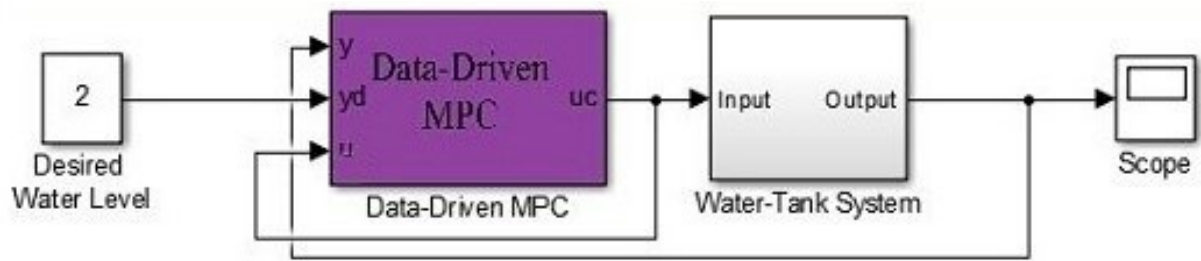 2
Desired
Water Level
y
yd
u
Data-Driven
MPC
uc
Data-Driven MPC
Input
Output
Water-Tank System
Scope